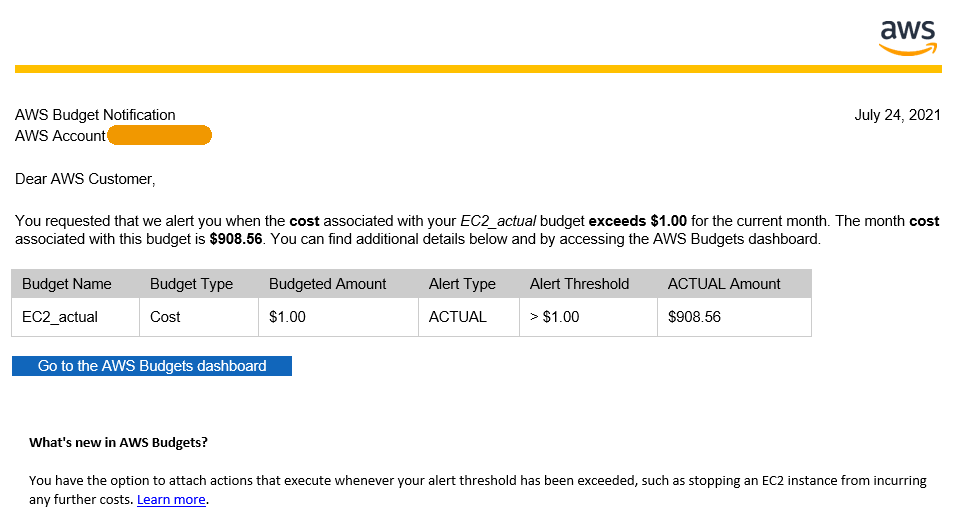 aws
AWS Budget Notification July 24, 2021
AWS Account
Dear AWS Customer,
You requested that we alert you when the cost associated with your EC2_actual budget exceeds $1.00 for the current month. The month cost
associated with this budget is $908.56. You can find additional details below and by accessing the AWS Budgets dashboard.
Budget Name Budget Type Budgeted Amount Alert Type Alert Threshold ACTUAL Amount
EC2_actual Cost $1.00 ACTUAL > $1.00 $908.56
Go to the AWS Budgets dashboard
What's new in AWS Budgets?
You have the option to attach actions that execute whenever your alert threshold has been exceeded, such as stopping an EC2 instance from incurring
any further costs. Learn more.